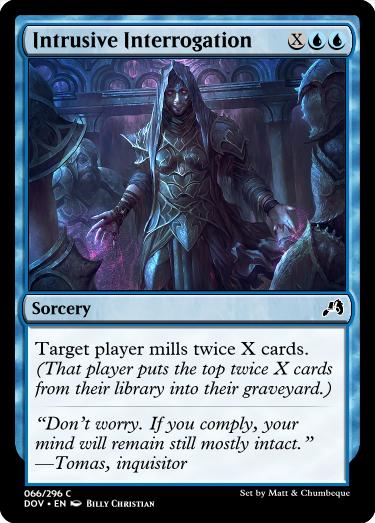 Intrusive Interrogation X
Sorcery
Target player mills twice X cards.
(That player puts the top twice X cards
from their library into their graveyard.)
“Don’t worry. If you comply, your
mind will remain still mostly intact.”
—Tomas, inquisitor
066/296 C
DOV • EN Billy Christian
Set by Matt & Chumbeque